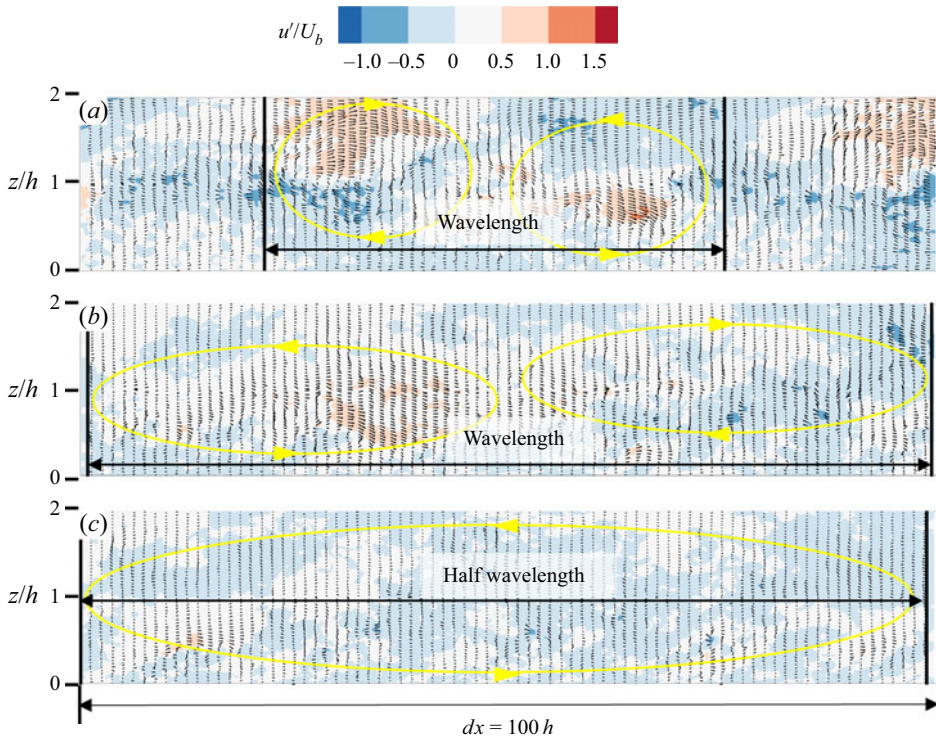 u′/U_b
−1.0 −0.5 0 0.5 1.0 1.5
2
(a)
z/h 1
Wavelength
0
2
(b)
z/h 1
Wavelength
0
2
(c)
Half wavelength
z/h 1
0
dx = 100 h